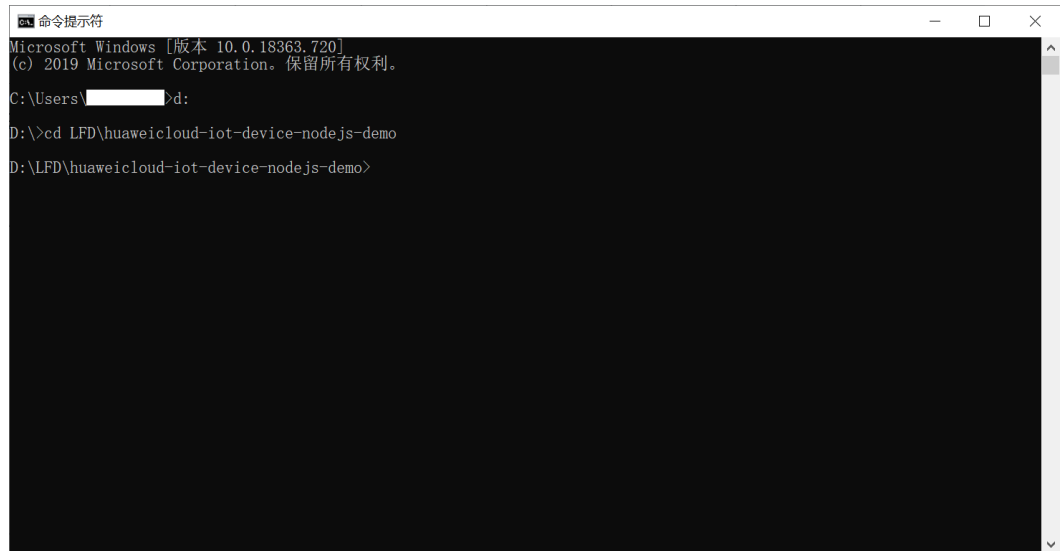 命令提示符
Microsoft Windows [版本 10.0.18363.720]
(c) 2019 Microsoft Corporation。保留所有权利。
C:\Users\>d:
D:\>cd LFD\huaweicloud-iot-device-nodejs-demo
D:\LFD\huaweicloud-iot-device-nodejs-demo>